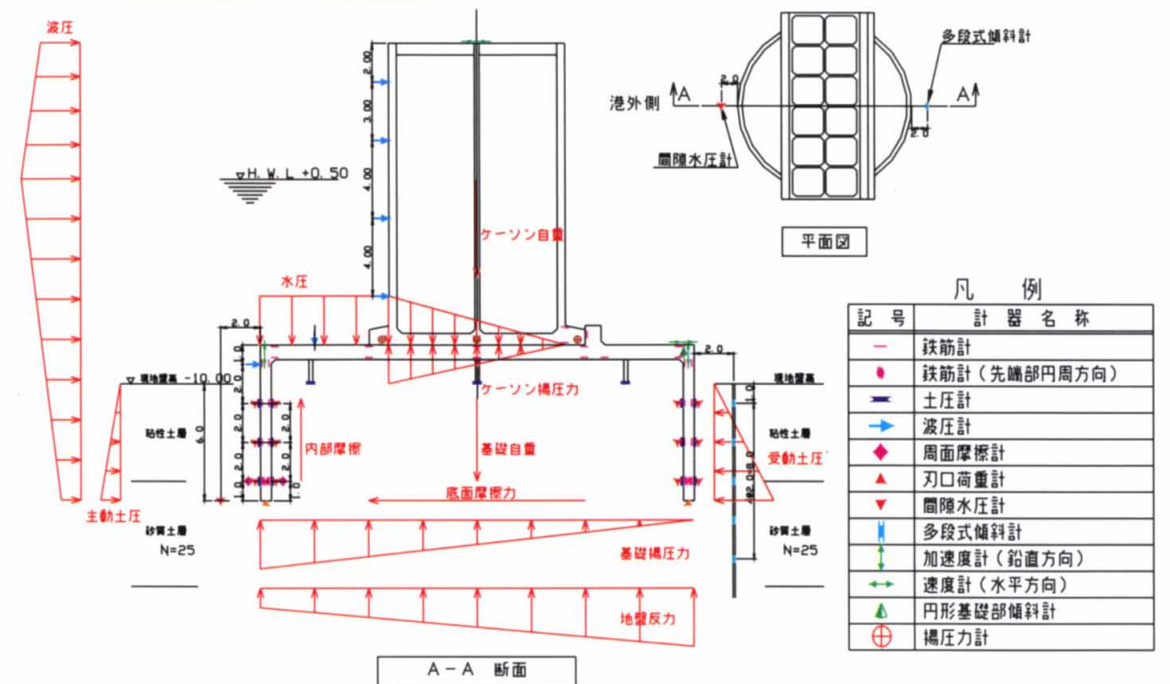 波圧
2.00
3.00
4.00
4.00
H.W.L +0.50
ケーソン自重
水圧
2.0
1.0
現地盤高 -10.00
ケーソン揚圧力
粘性土層
6.0
2.0
2.0
2.0
2.0
1.0
1.0
内部摩擦
基礎自重
底面摩擦力
主動土圧
砂質土層
N=25
基礎揚圧力
地盤反力
A-A 断面
2.0
現地盤高
1.0
粘性土層
受動土圧
砂質土層
N=25
多段式傾斜計
港外側
A
A
2.0
2.0
間隙水圧計
平面図
凡 例
記 号 計 器 名 称
鉄筋計
鉄筋計(先端部円周方向)
土圧計
波圧計
周面摩擦計
刃口荷重計
間隙水圧計
多段式傾斜計
加速度計(鉛直方向)
速度計(水平方向)
円形基礎部傾斜計
揚圧力計